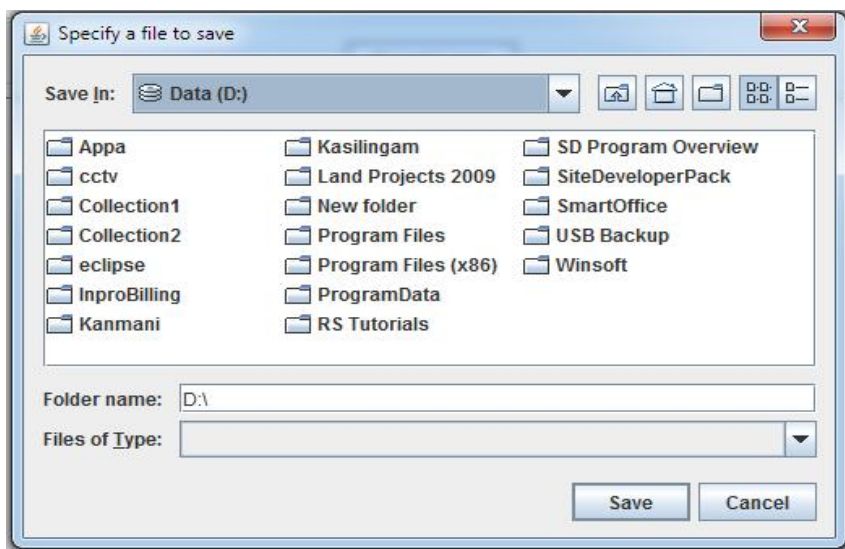 Specify a file to save
Save In: Data (D:)
Appa Kasilingam SD Program Overview
cctv Land Projects 2009 SiteDeveloperPack
Collection1 New folder SmartOffice
Collection2 Program Files USB Backup
eclipse Program Files (x86) Winsoft
InproBilling ProgramData
Kanmani RS Tutorials
Folder name: D:\
Files of Type:
Save Cancel